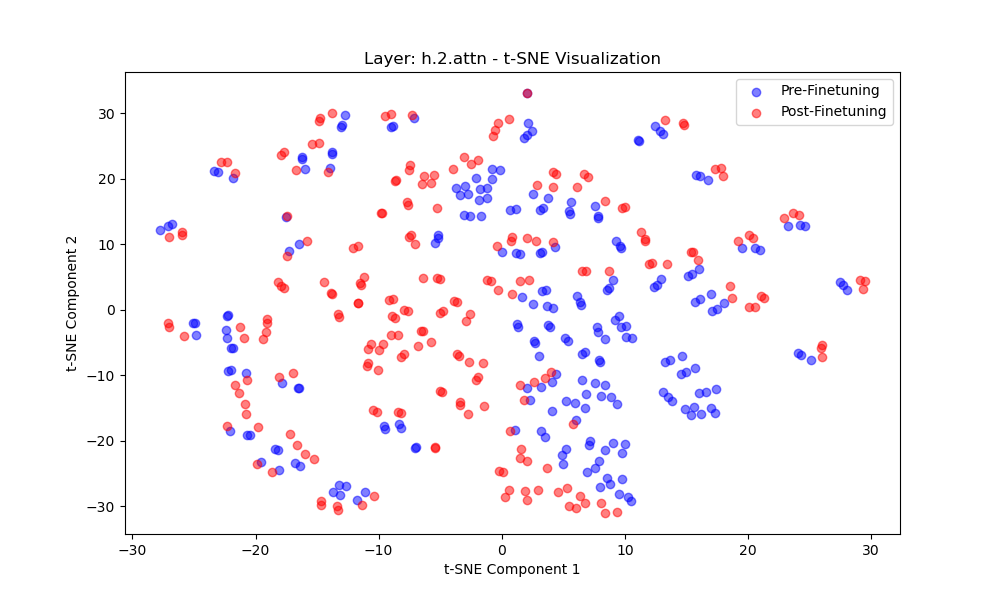 Layer: h.2.attn - t-SNE Visualization
Pre-Finetuning
Post-Finetuning
t-SNE Component 2
30
20
10
0
−10
−20
−30
−30
−20
−10
0
10
20
30
t-SNE Component 1